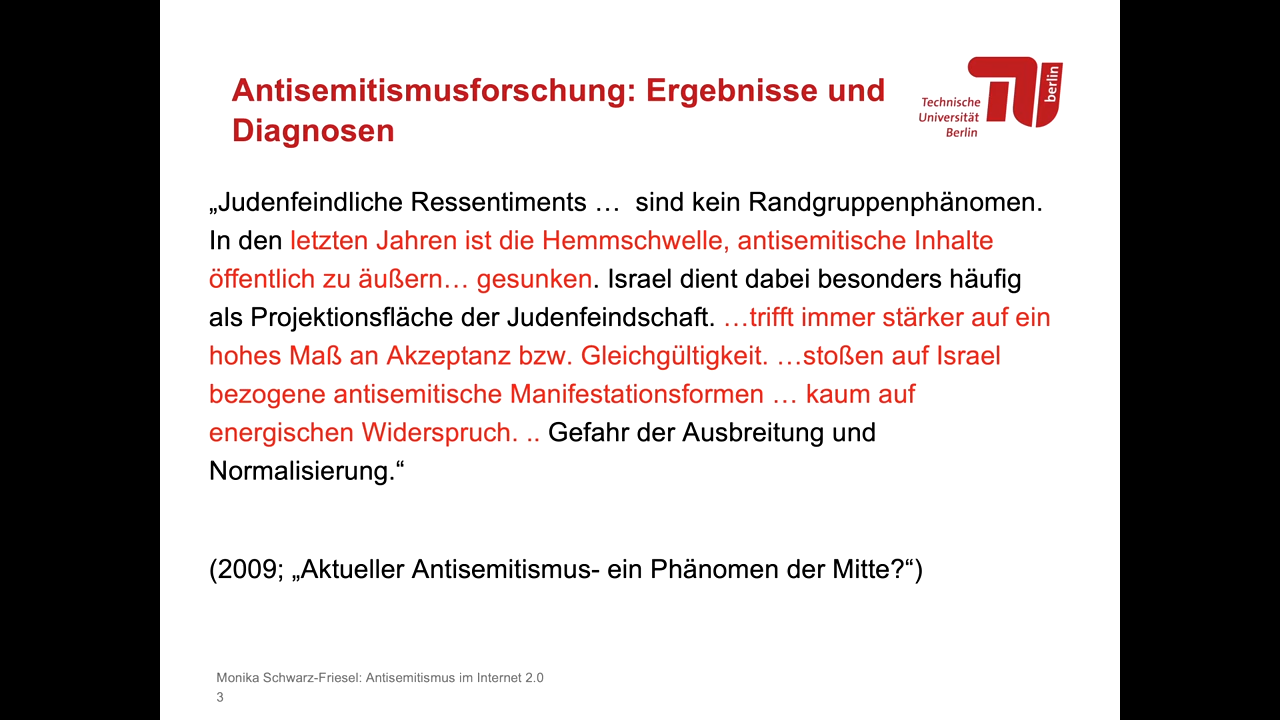 Antisemitismusforschung: Ergebnisse und
Diagnosen
Technische
Universität
Berlin
berlin
„Judenfeindliche Ressentiments …  sind kein Randgruppenphänomen.
In den letzten Jahren ist die Hemmschwelle, antisemitische Inhalte
öffentlich zu äußern… gesunken. Israel dient dabei besonders häufig
als Projektionsfläche der Judenfeindschaft. …trifft immer stärker auf ein
hohes Maß an Akzeptanz bzw. Gleichgültigkeit. …stoßen auf Israel
bezogene antisemitische Manifestationsformen … kaum auf
energischen Widerspruch. .. Gefahr der Ausbreitung und
Normalisierung.“
(2009; „Aktueller Antisemitismus- ein Phänomen der Mitte?“)
Monika Schwarz-Friesel: Antisemitismus im Internet 2.0
3